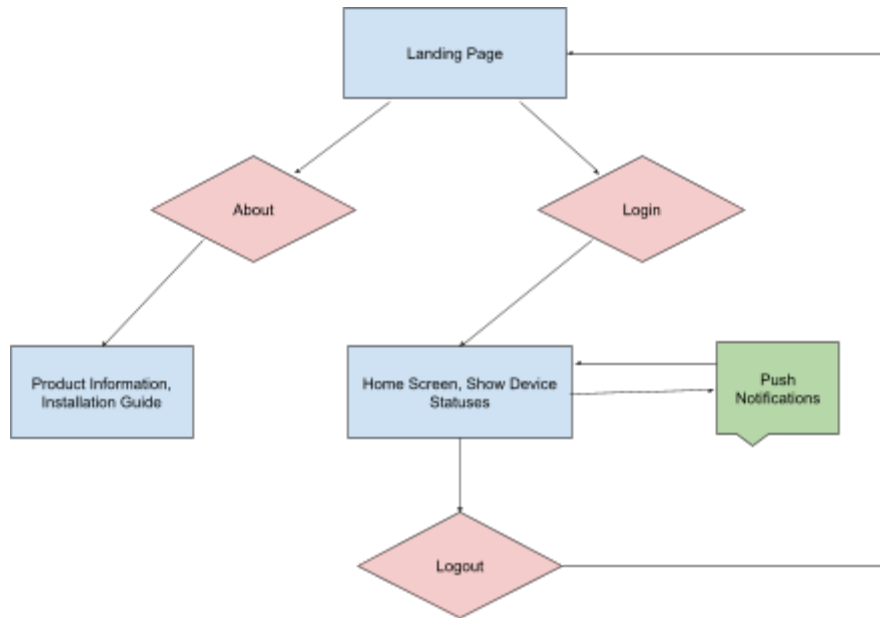 Landing Page
About
Login
Product Information,
Installation Guide
Home Screen, Show Device
Statuses
Push
Notifications
Logout